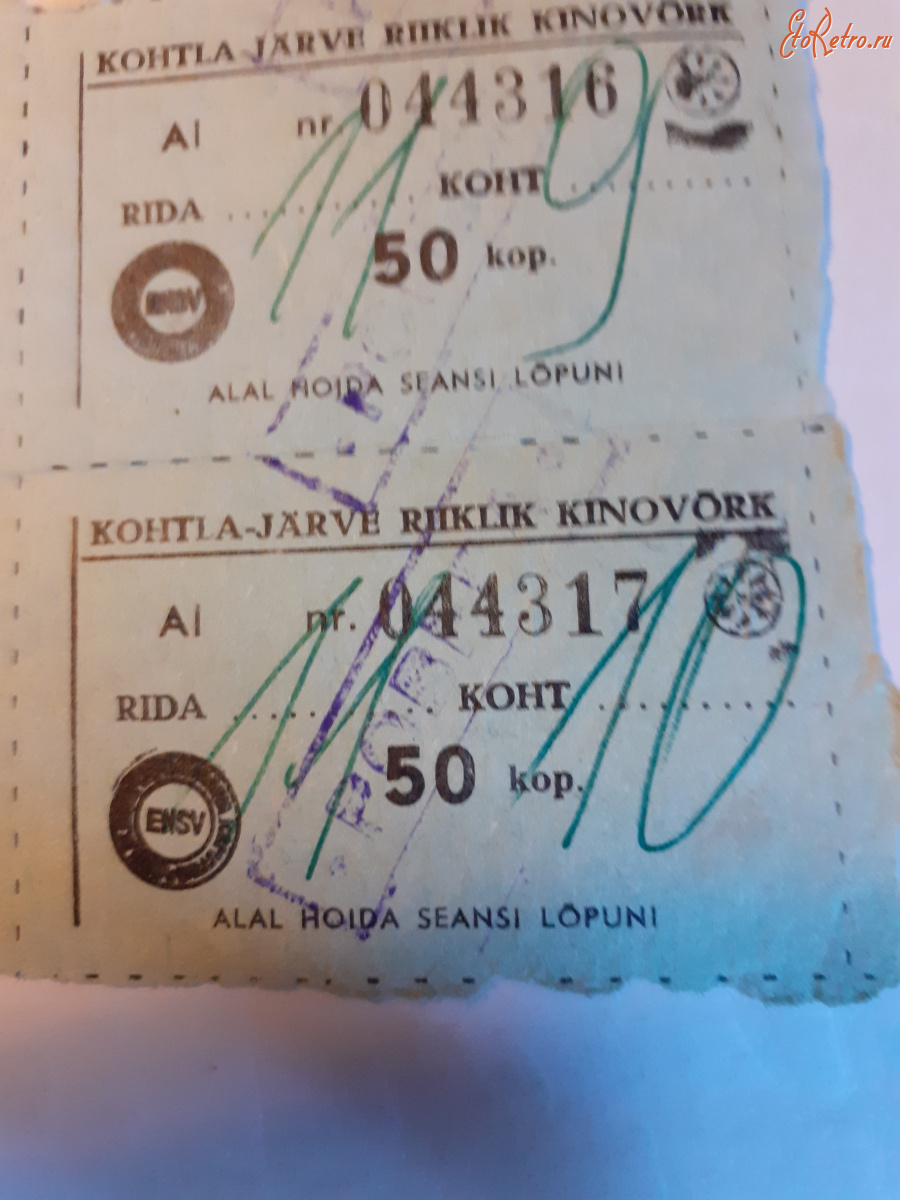 EtoRetro.ru
KOHTLA JÄRVE RIIKLIK KINOVÕRK
AI nr. 044316
RIDA 11 KOHT 9
50 kop.
ENSV
ALAL HOIDA SEANSI LÕPUNI
KOHTLA-JÄRVE RIIKLIK KINOVÕRK
AI nr. 044317
RIDA 11 KOHT 10
50 kop.
ENSV
ALAL HOIDA SEANSI LÕPUNI